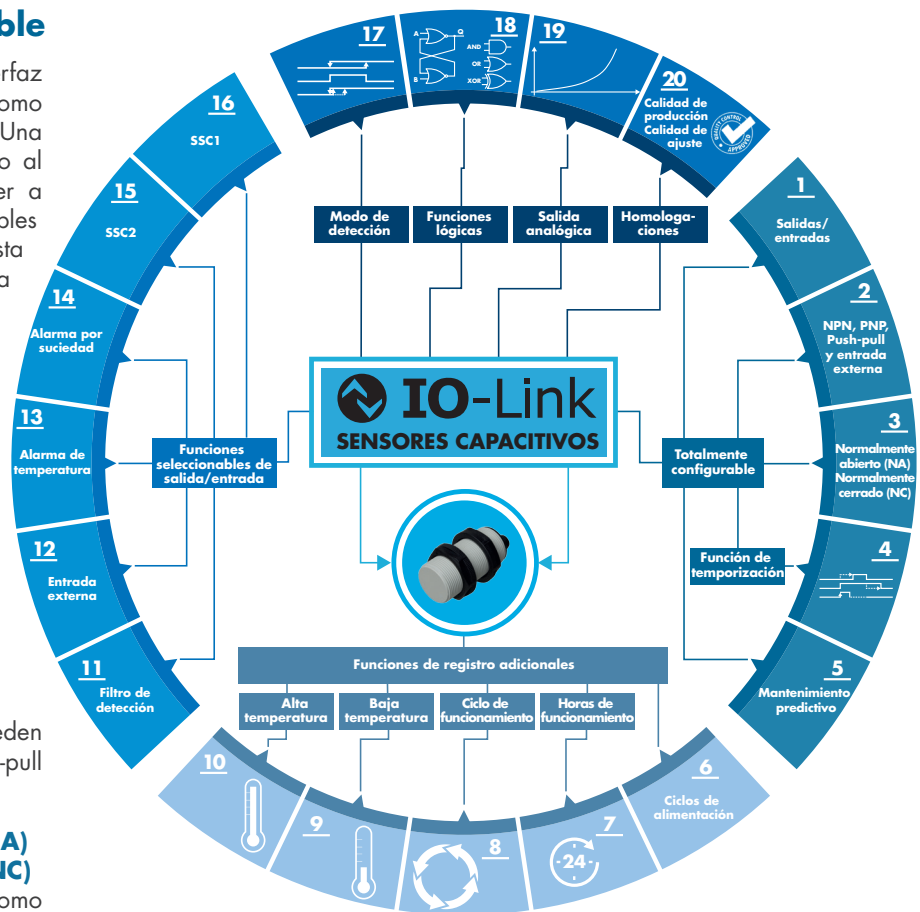 ble
erfaz
omo
Una
o al
er a
bles
sta
a
eden
-pull
A)
NC)
omo
17
18
A
Q
B
AND
OR
XOR
19
20
Calidad de
producción
Calidad de
ajuste
QUALITY CONTROL
APPROVED
16
SSC1
15
SSC2
14
Alarma por
suciedad
13
Alarma de
temperatura
12
Entrada
externa
11
Filtro de
detección
1
Salidas/
entradas
2
NPN, PNP,
Push-pull
y entrada
externa
3
Normalmente
abierto (NA)
Normalmente
cerrado (NC)
4
5
Mantenimiento
predictivo
Modo de
detección
Funciones
lógicas
Salida
analógica
Homologa-
ciones
IO-Link
SENSORES CAPACITIVOS
Funciones
seleccionables de
salida/entrada
Totalmente
configurable
Función de
temporización
Funciones de registro adicionales
Alta
temperatura
Baja
temperatura
Ciclo de
funcionamiento
Horas de
funcionamiento
10
9
8
7
24
6
Ciclos de
alimentación